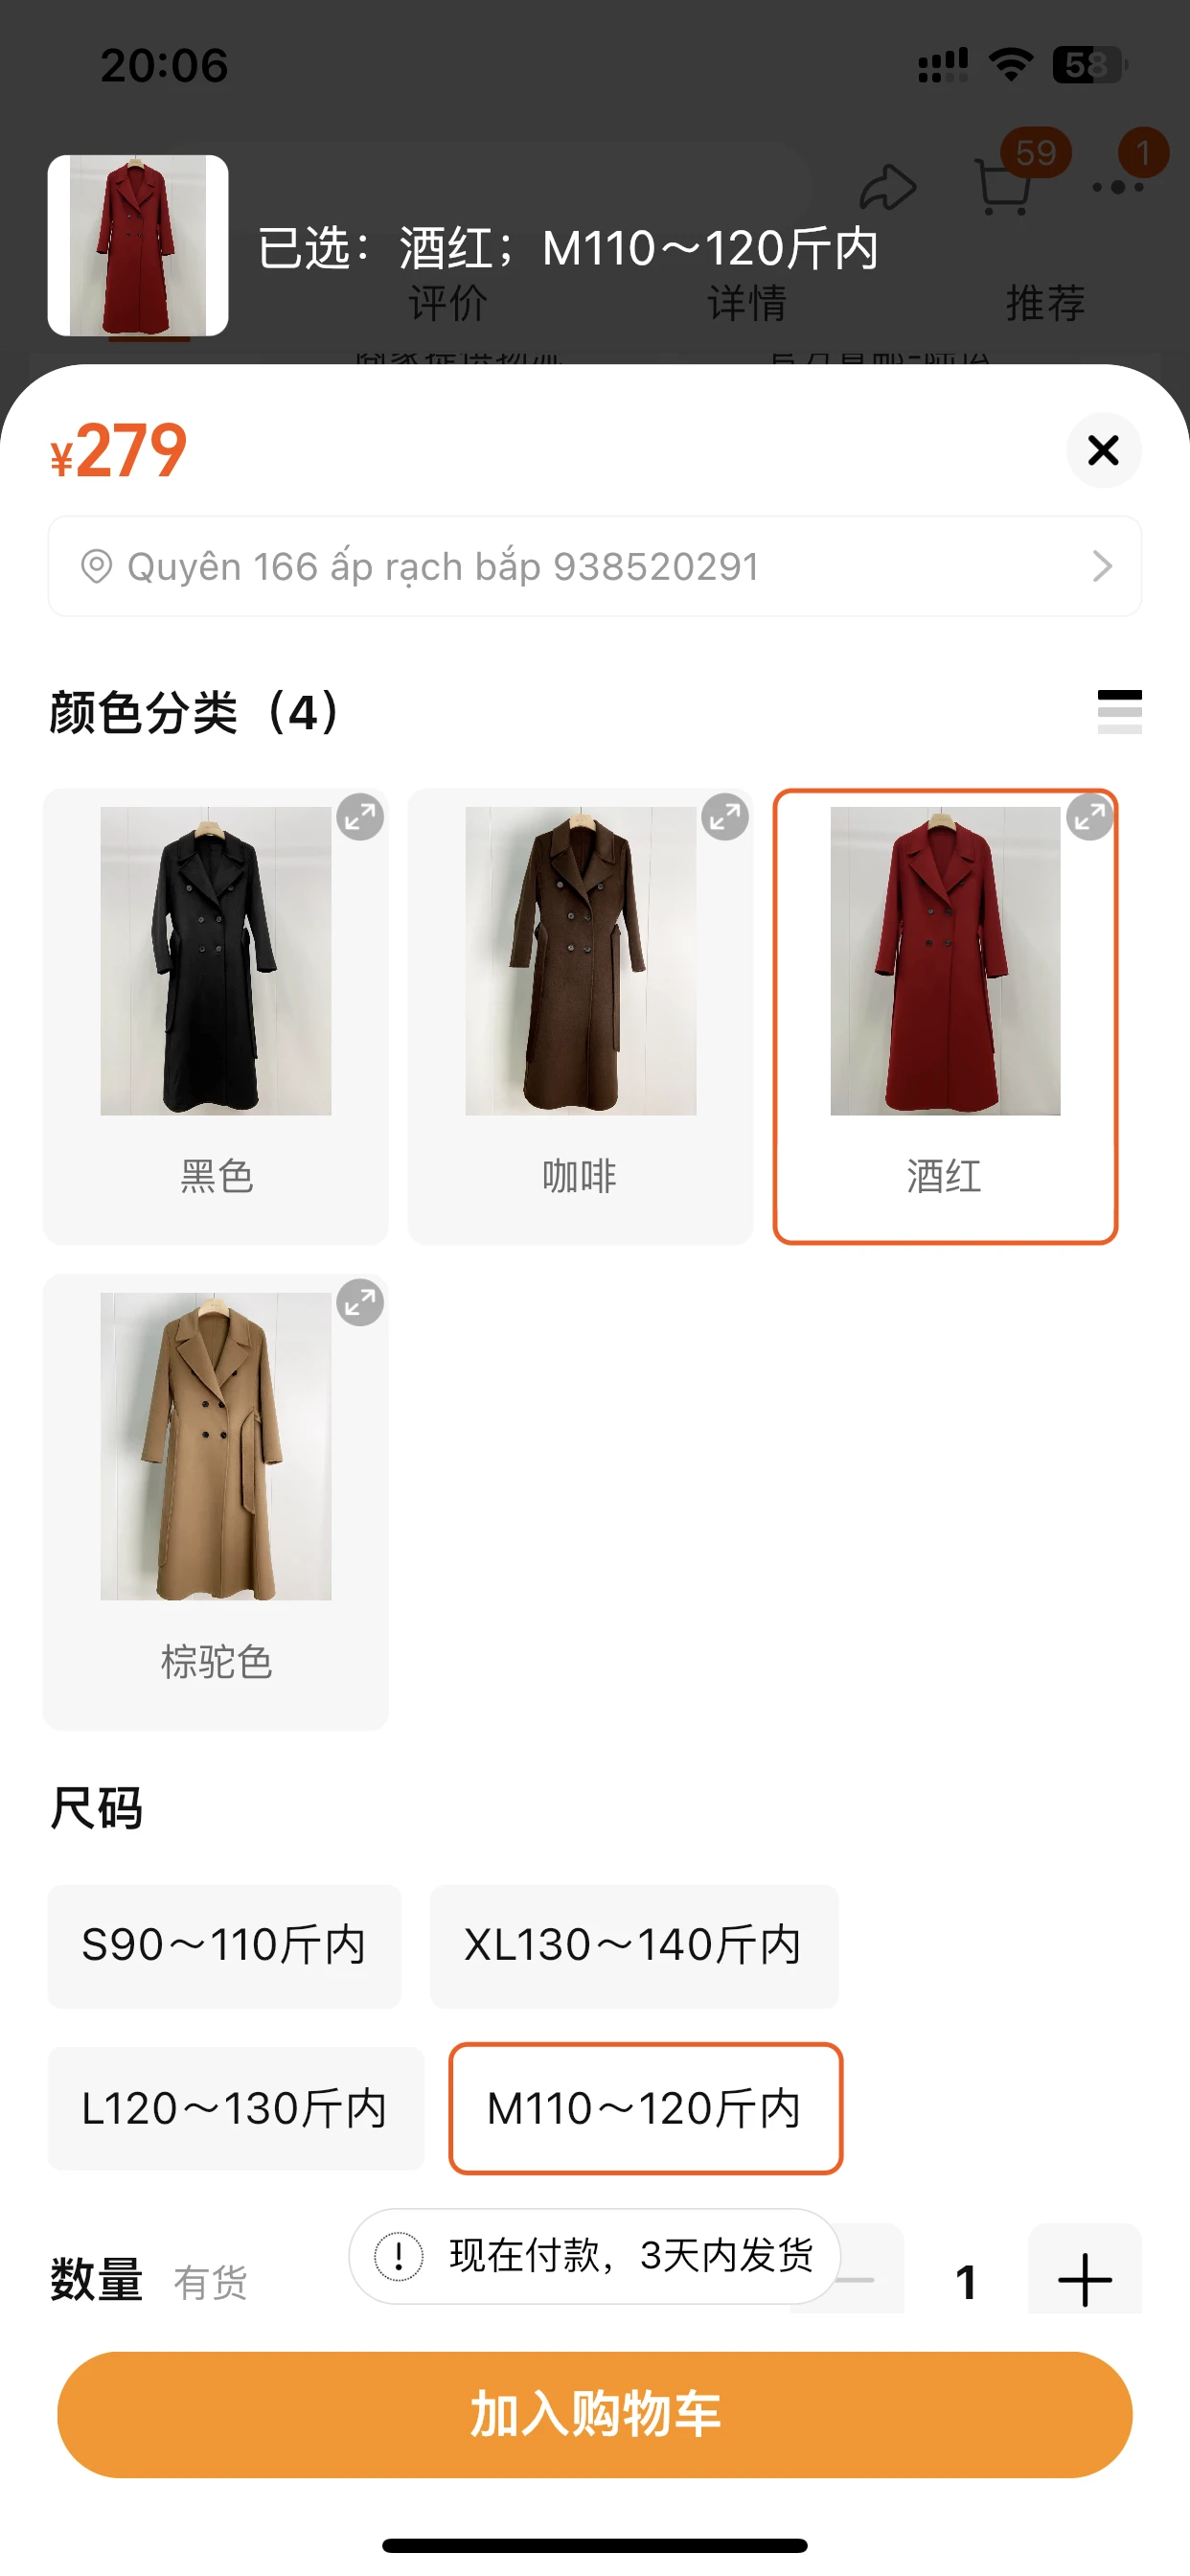 20:06
58
59
1
已选：酒红；M110～120斤内
评价
详情
推荐
¥279
Quyên 166 ấp rạch bắp 938520291
颜色分类（4）
黑色
咖啡
酒红
棕驼色
尺码
S90～110斤内
XL130～140斤内
L120～130斤内
M110～120斤内
数量 有货
现在付款，3天内发货
1
加入购物车